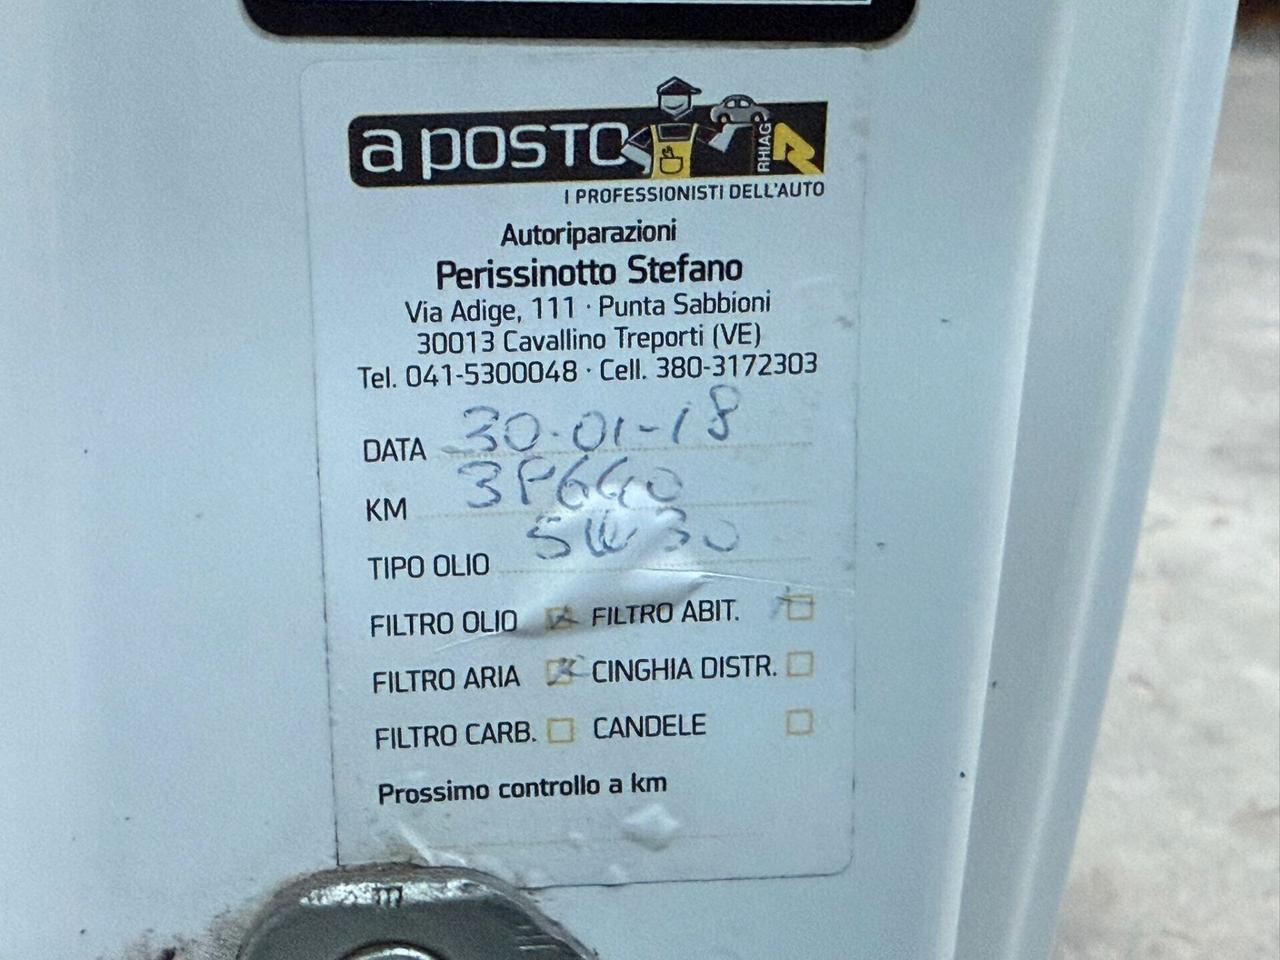 a posto
RHIAG
I PROFESSIONISTI DELL'AUTO
Autoriparazioni
Perissinotto Stefano
Via Adige, 111 · Punta Sabbioni
30013 Cavallino Treporti (VE)
Tel. 041-5300048 · Cell. 380-3172303
DATA 30-01-18
KM
TIPO OLIO 5W30
FILTRO OLIO FILTRO ABIT.
FILTRO ARIA CINGHIA DISTR.
FILTRO CARB. CANDELE
Prossimo controllo a km